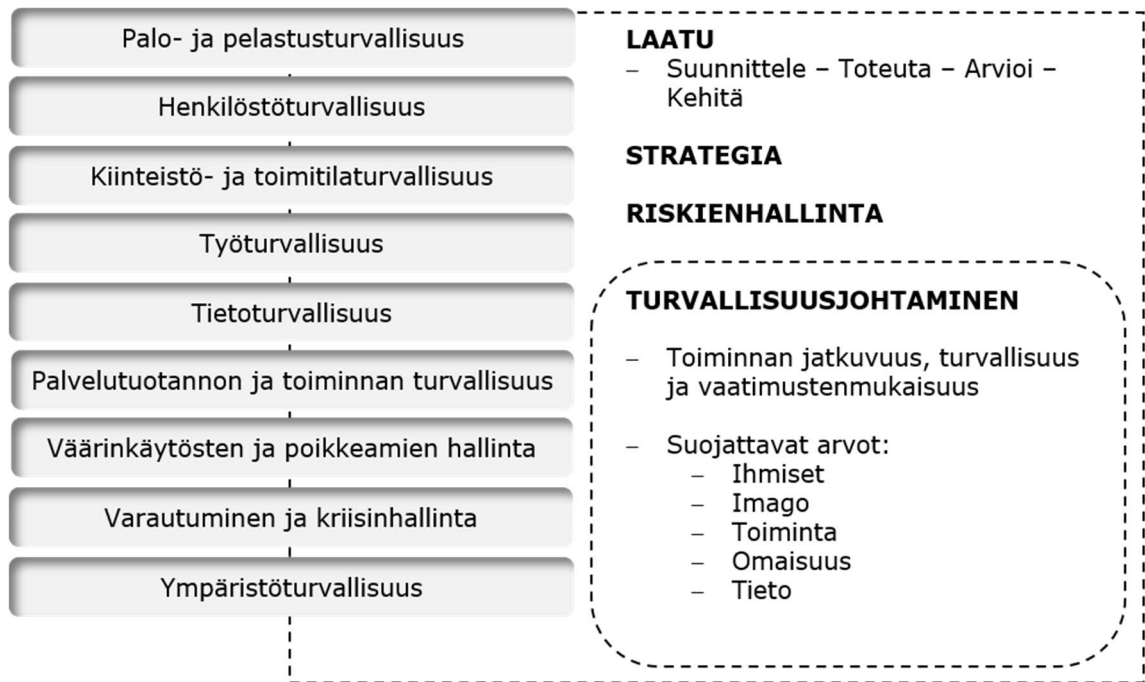 Palo- ja pelastusturvallisuus
Henkilöstöturvallisuus
Kiinteistö- ja toimitilaturvallisuus
Työturvallisuus
Tietoturvallisuus
Palvelutuotannon ja toiminnan turvallisuus
Väärinkäytösten ja poikkeamien hallinta
Varautuminen ja kriisinhallinta
Ympäristöturvallisuus
LAATU
– Suunnittele – Toteuta – Arvioi –
Kehitä
STRATEGIA
RISKIENHALLINTA
TURVALLISUUSJOHTAMINEN
– Toiminnan jatkuvuus, turvallisuus
ja vaatimustenmukaisuus
– Suojattavat arvot:
– Ihmiset
– Imago
– Toiminta
– Omaisuus
– Tieto